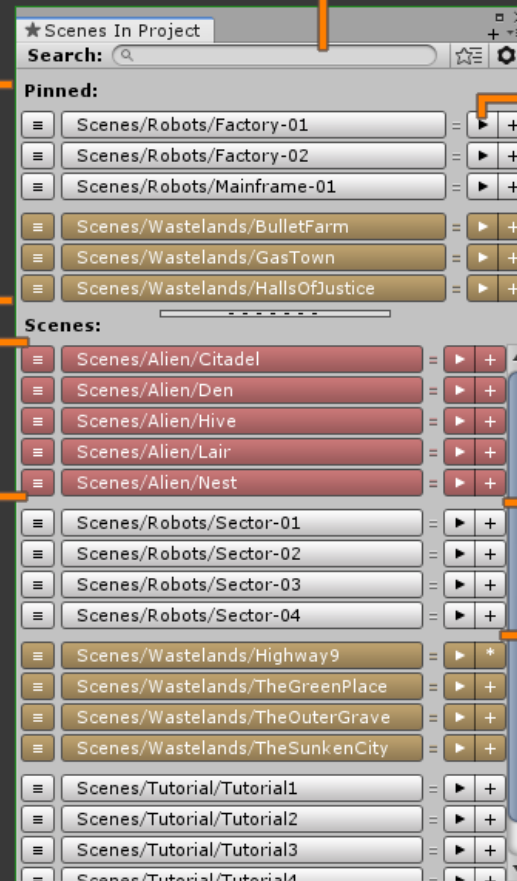 Scenes In Project
Search:
Pinned:
Scenes/Robots/Factory-01
Scenes/Robots/Factory-02
Scenes/Robots/Mainframe-01
Scenes/Wastelands/BulletFarm
Scenes/Wastelands/GasTown
Scenes/Wastelands/HallsOfJustice
Scenes:
Scenes/Alien/Citadel
Scenes/Alien/Den
Scenes/Alien/Hive
Scenes/Alien/Lair
Scenes/Alien/Nest
Scenes/Robots/Sector-01
Scenes/Robots/Sector-02
Scenes/Robots/Sector-03
Scenes/Robots/Sector-04
Scenes/Wastelands/Highway9
Scenes/Wastelands/TheGreenPlace
Scenes/Wastelands/TheOuterGrave
Scenes/Wastelands/TheSunkenCity
Scenes/Tutorial/Tutorial1
Scenes/Tutorial/Tutorial2
Scenes/Tutorial/Tutorial3
Scenes/Tutorial/Tutorial4